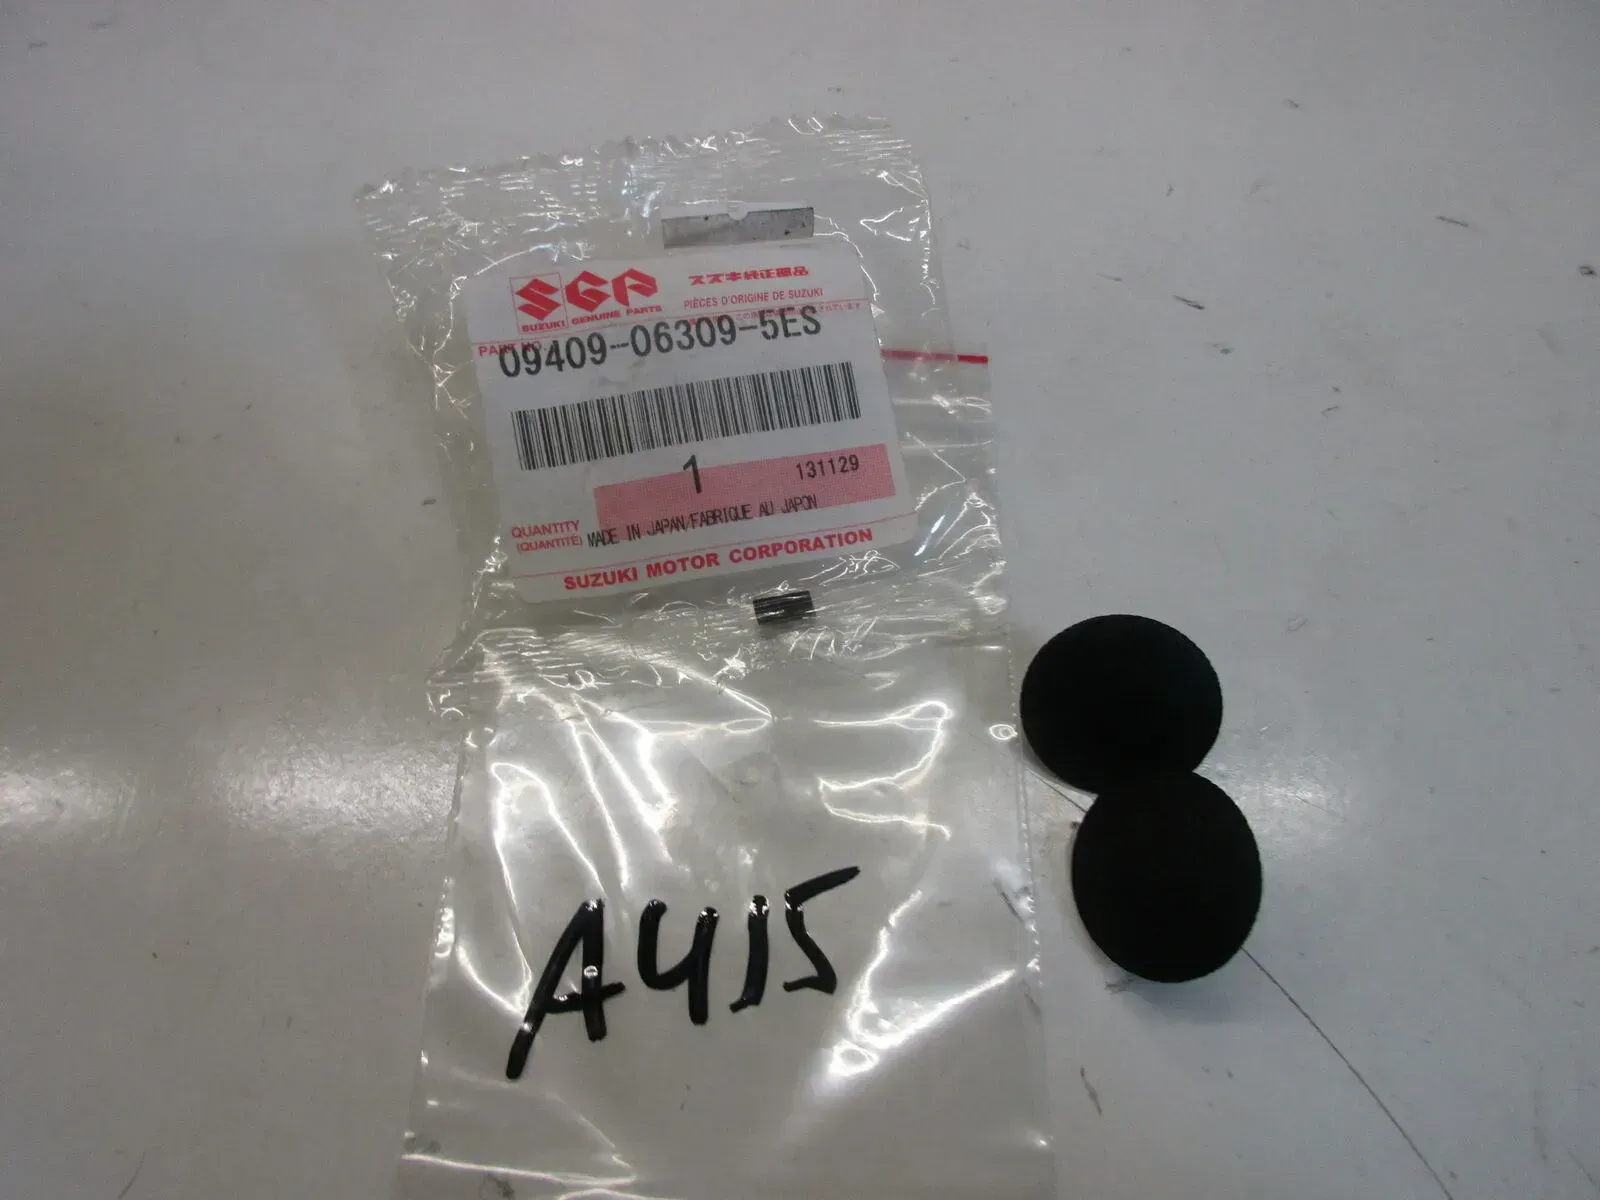 SGP スズキ純正部品
SUZUKI GENUINE PARTS PIÈCES D'ORIGINE DE SUZUKI
PART NO.
09409-06309-5ES
1 131129
QUANTITY
(QUANTITÉ) MADE IN JAPAN/FABRIQUE AU JAPON
SUZUKI MOTOR CORPORATION
A415